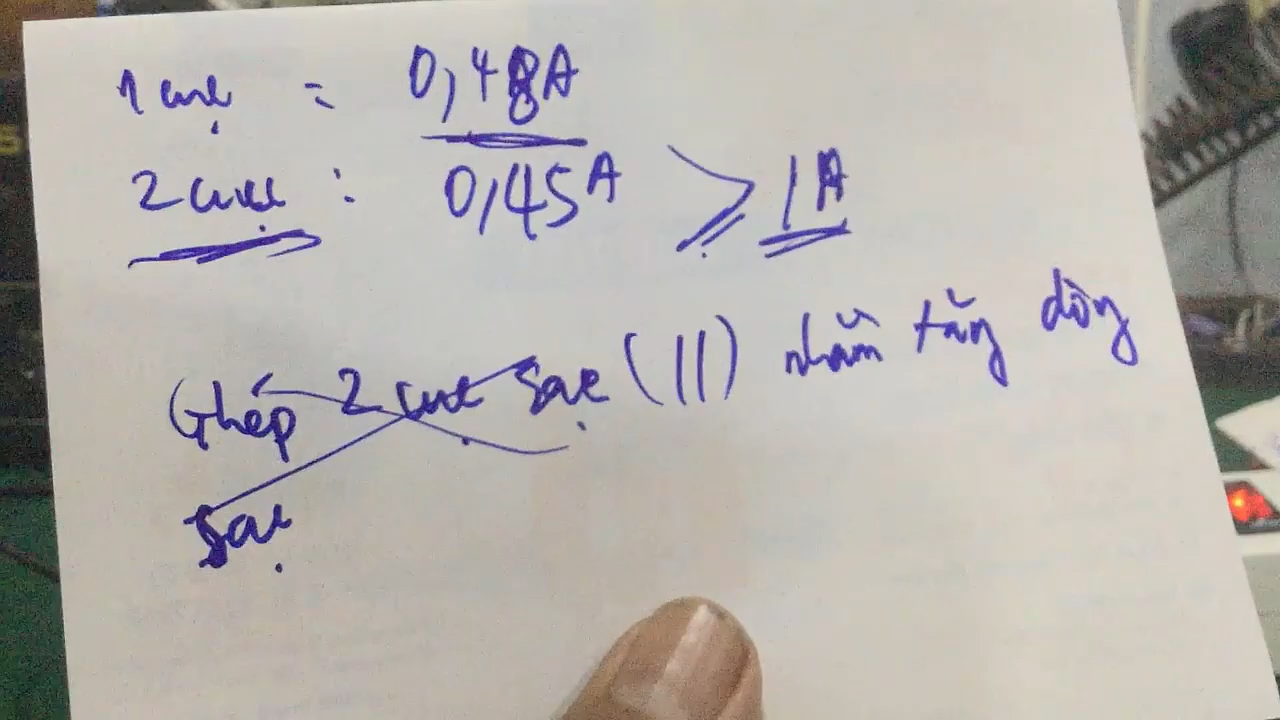 1 cục = 0,48A
2 cục : 0,45A > 1A
Ghép 2 cục sạc (//) nhằm tăng dòng
sạc